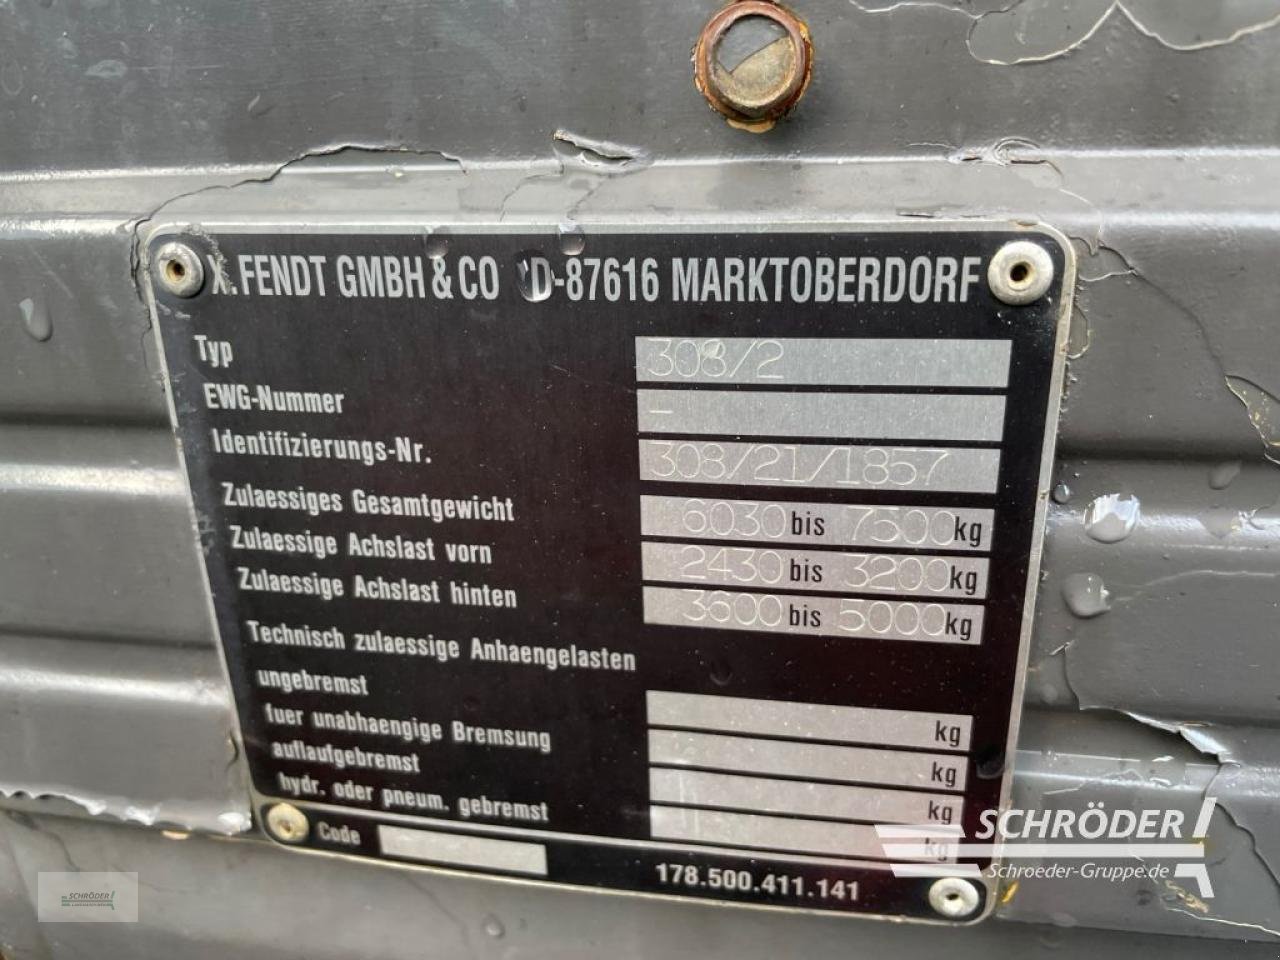 X. FENDT GMBH & CO D-87616 MARKTOBERDORF
Typ 308/2
EWG-Nummer –
Identifizierungs-Nr. 308/21/1857
Zulaessiges Gesamtgewicht 6030 bis 7500 kg
Zulaessige Achslast vorn 2430 bis 3200 kg
Zulaessige Achslast hinten 3600 bis 5000 kg
Technisch zulaessige Anhaengelasten
ungebremst kg
fuer unabhaengige Bremsung kg
auflaufgebremst kg
hydr. oder pneum. gebremst kg
Code 178.500.411.141
SCHRÖDER
Schroeder-Gruppe.de
SCHRÖDER